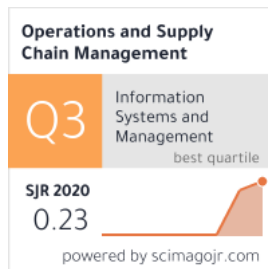 Operations and Supply
Chain Management
Q3
Information
Systems and
Management
best quartile
SJR 2020
0.23
powered by scimagojr.com